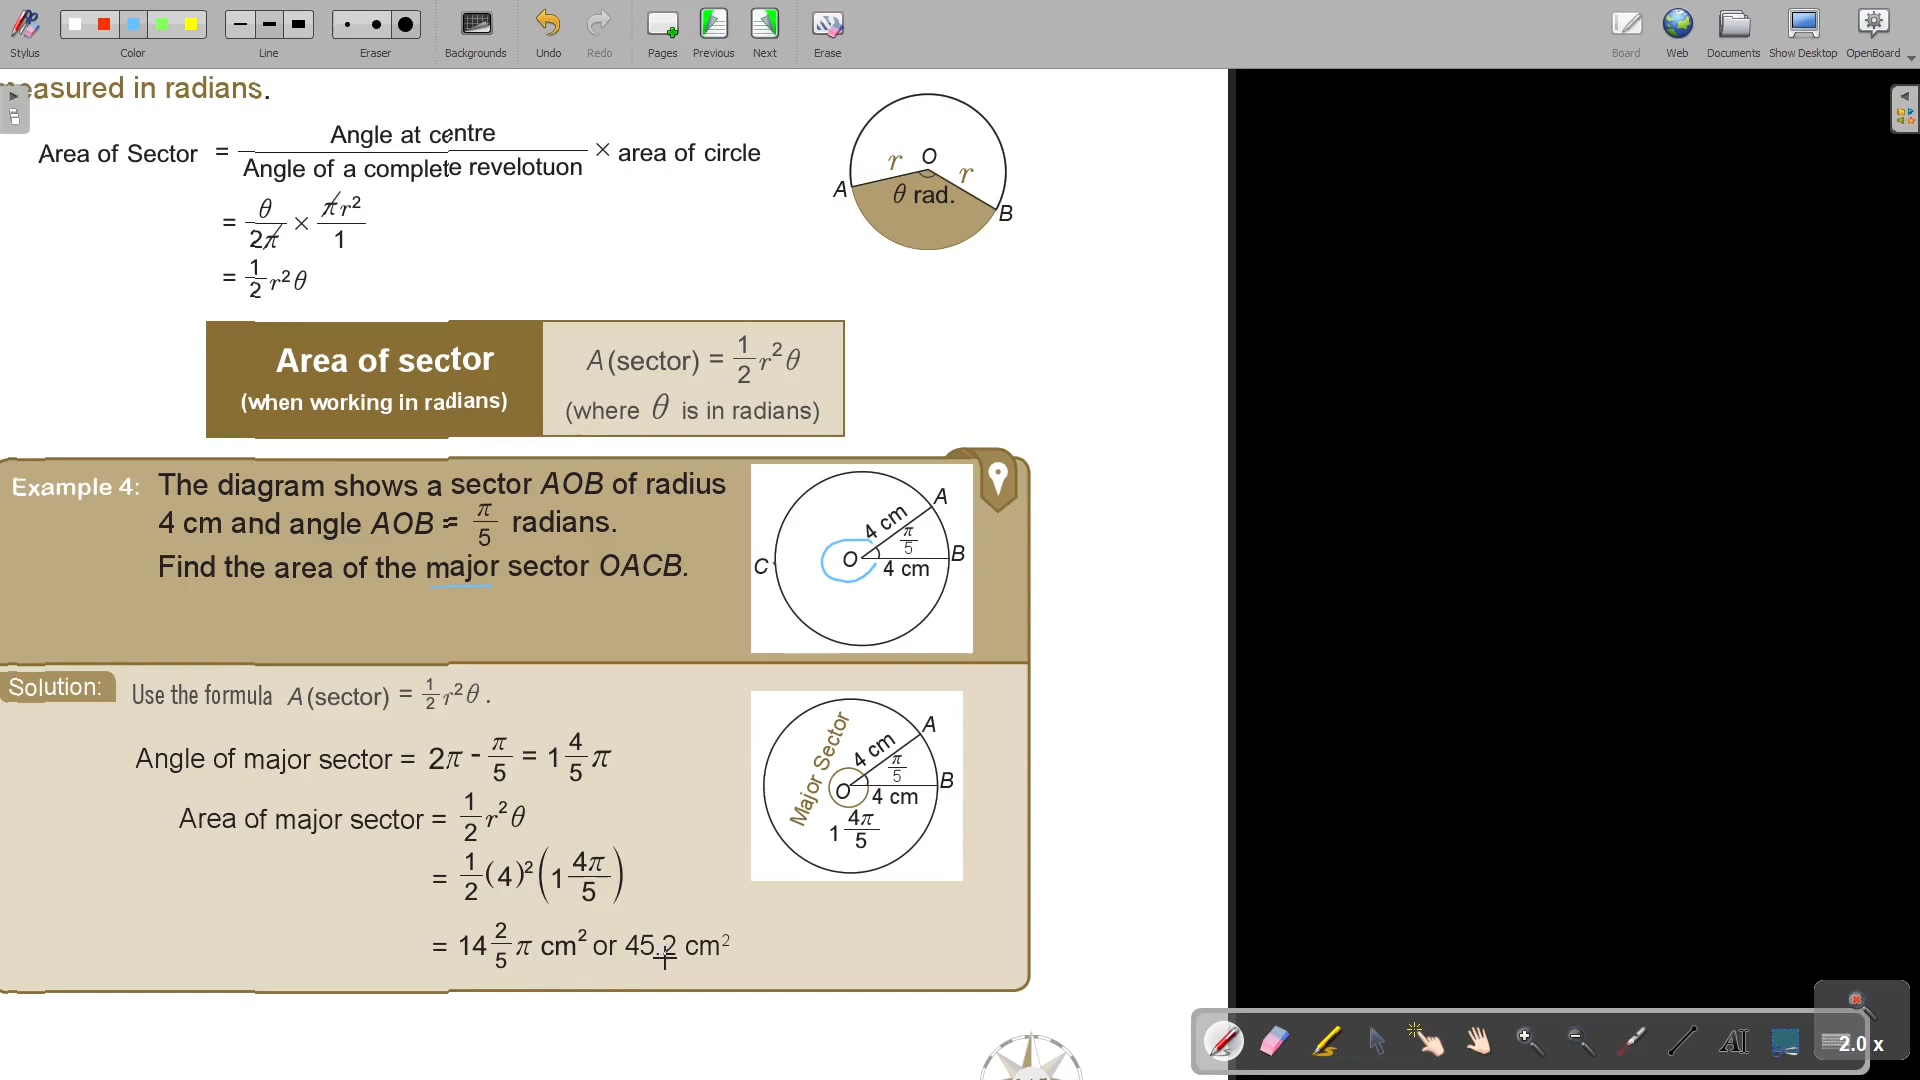 Stylus Color Line Eraser Backgrounds Undo Redo Pages Previous Next Erase Board Web Documents Show Desktop OpenBoard
measured in radians.
Area of Sector = Angle at centre / Angle of a complete revelotuon × area of circle
= θ/2π × πr²/1
= 1/2 r²θ
r O r
A θ rad. B
Area of sector
(when working in radians)
A (sector) = 1/2 r²θ
(where θ is in radians)
Example 4: The diagram shows a sector AOB of radius
4 cm and angle AOB = π/5 radians.
Find the area of the major sector OACB.
A
4 cm π/5
C O B
4 cm
Solution: Use the formula A (sector) = 1/2 r²θ .
Angle of major sector = 2π - π/5 = 1 4/5 π
Area of major sector = 1/2 r²θ
= 1/2 (4)² (1 4π/5)
= 14 2/5 π cm² or 45.2 cm²
Major Sector
A
4 cm π/5
O B
4 cm
1 4π/5
AI
2.0 x